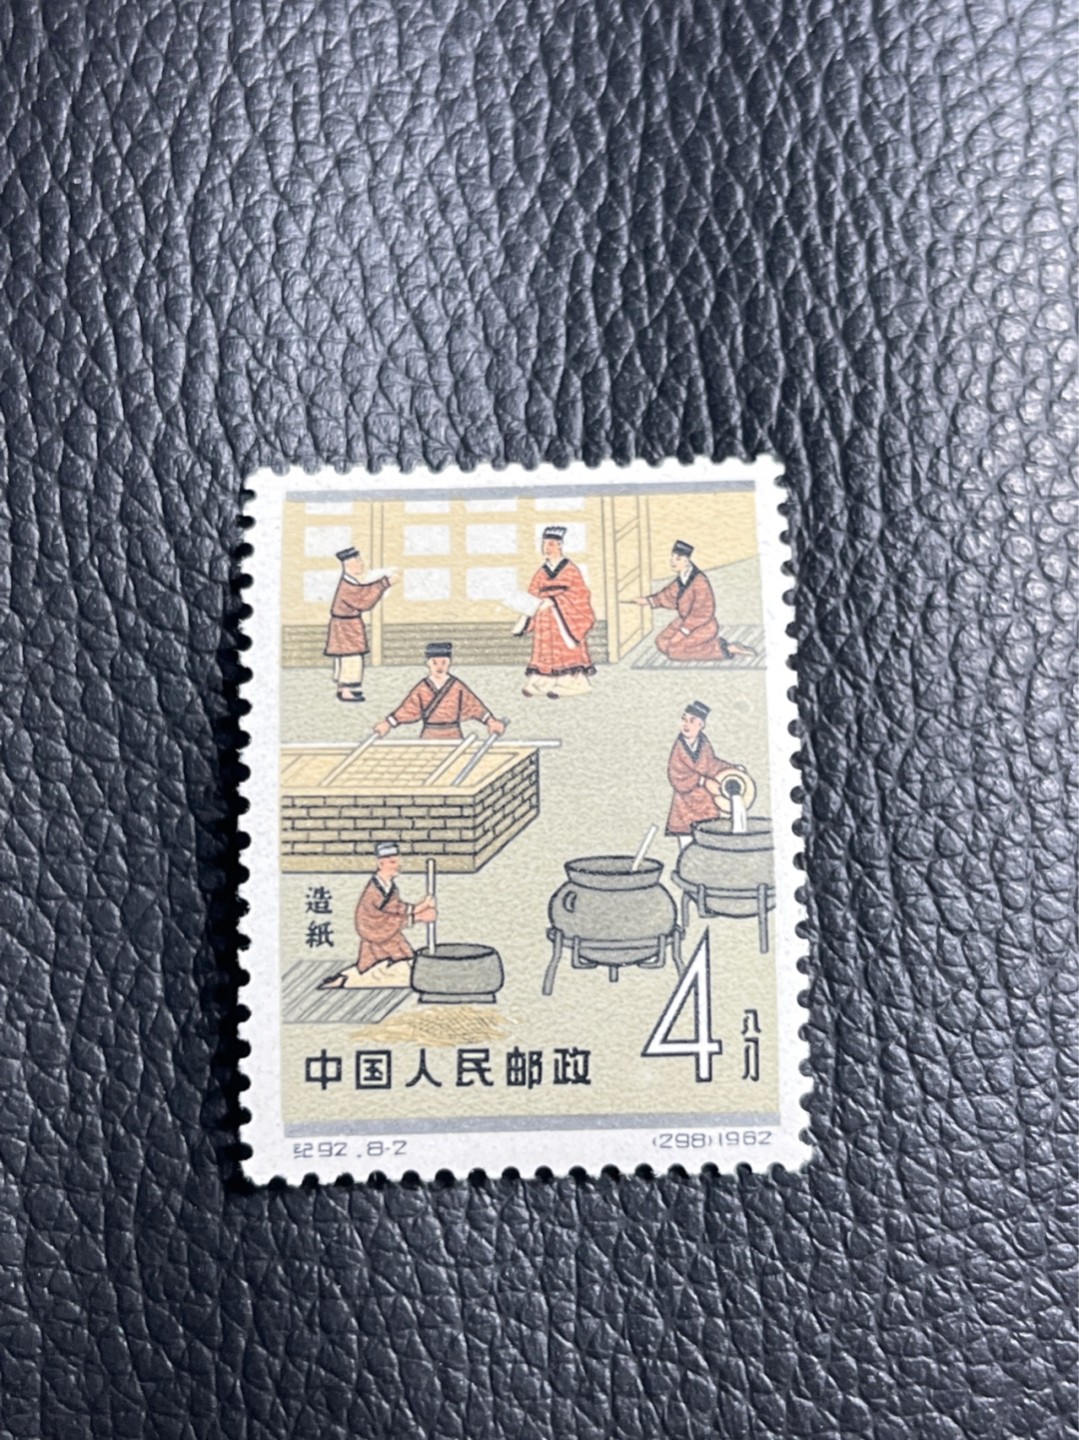 造
紙
中国人民邮政
4分
纪92.8-2
(298)1962